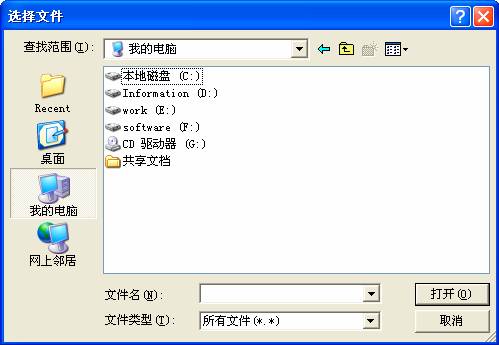 选择文件
查找范围(I):
我的电脑
Recent
桌面
我的电脑
网上邻居
本地磁盘 (C:)
Information (D:)
work (E:)
software (F:)
CD 驱动器 (G:)
共享文档
文件名(N):
打开(O)
文件类型(T):
所有文件(*.*)
取消